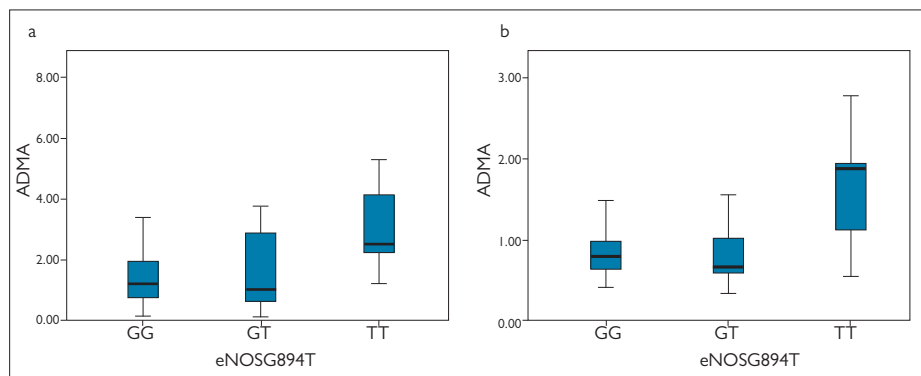 a
8.00
6.00
4.00
2.00
0.00
ADMA
GG GT TT
eNOSG894T
b
3.00
2.00
1.00
0.00
ADMA
GG GT TT
eNOSG894T